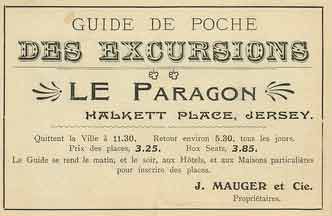 GUIDE DE POCHE
DES EXCURSIONS
LE PARAGON
HALKETT PLACE, JERSEY.
Quittent la Ville à 11.30. Retour environ 5.30, tous les jours.
Prix des places, 3.25. Box Seats, 3.85.
Le Guide se rend le matin, et le soir, aux Hôtels, et aux Maisons particulières
pour inscrire des places.
J. MAUGER et Cie.
Propriétaires.